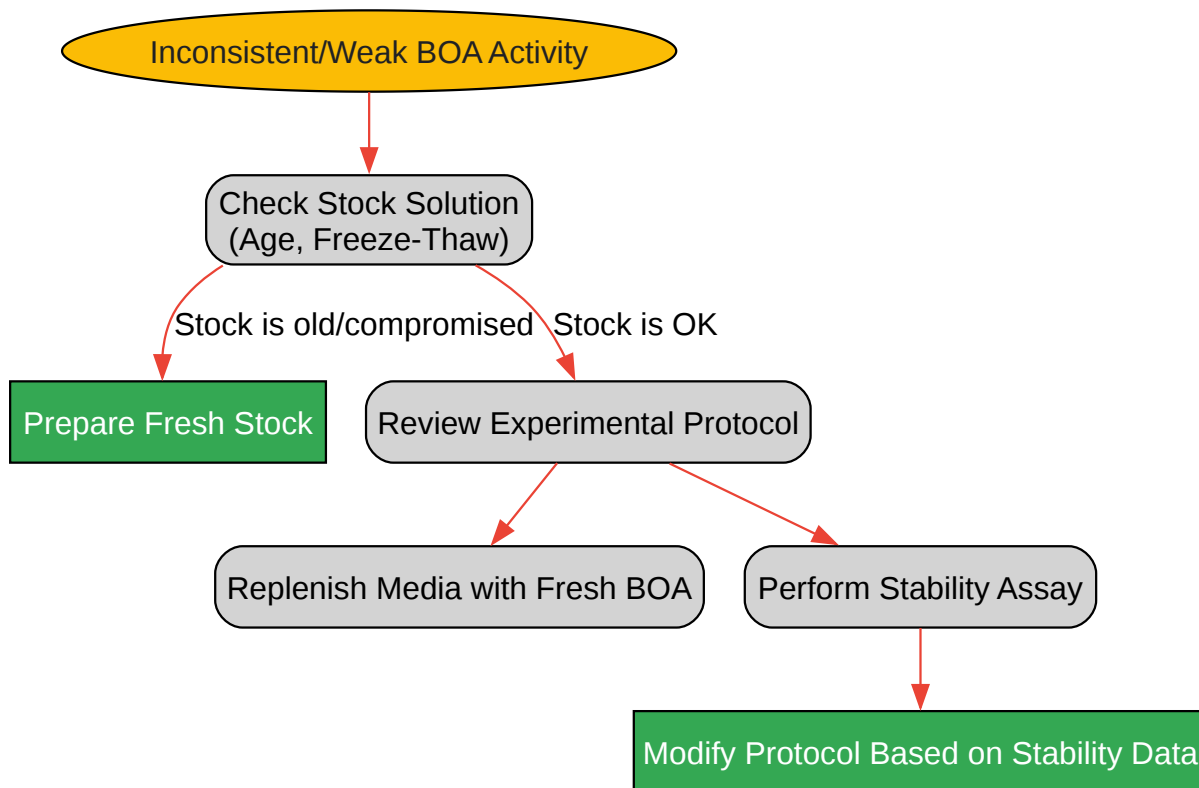 Inconsistent/Weak BOA Activity
Check Stock Solution
(Age, Freeze-Thaw)
Stock is old/compromised
Stock is OK
Prepare Fresh Stock
Review Experimental Protocol
Replenish Media with Fresh BOA
Perform Stability Assay
Modify Protocol Based on Stability Data